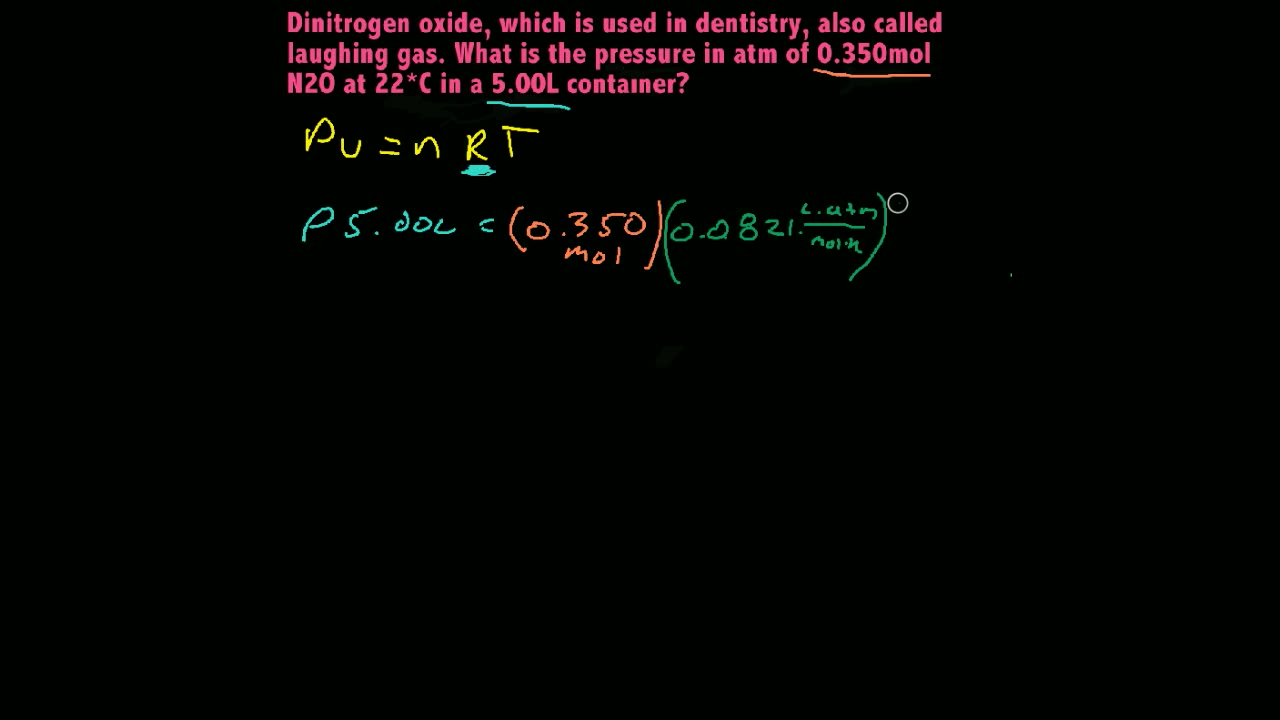 Dinitrogen oxide, which is used in dentistry, also called
laughing gas. What is the pressure in atm of 0.350mol
N2O at 22*C in a 5.00L container?
PV = n R T
P 5.00L = (0.350 mol) (0.0821. L.atm / mol.K)